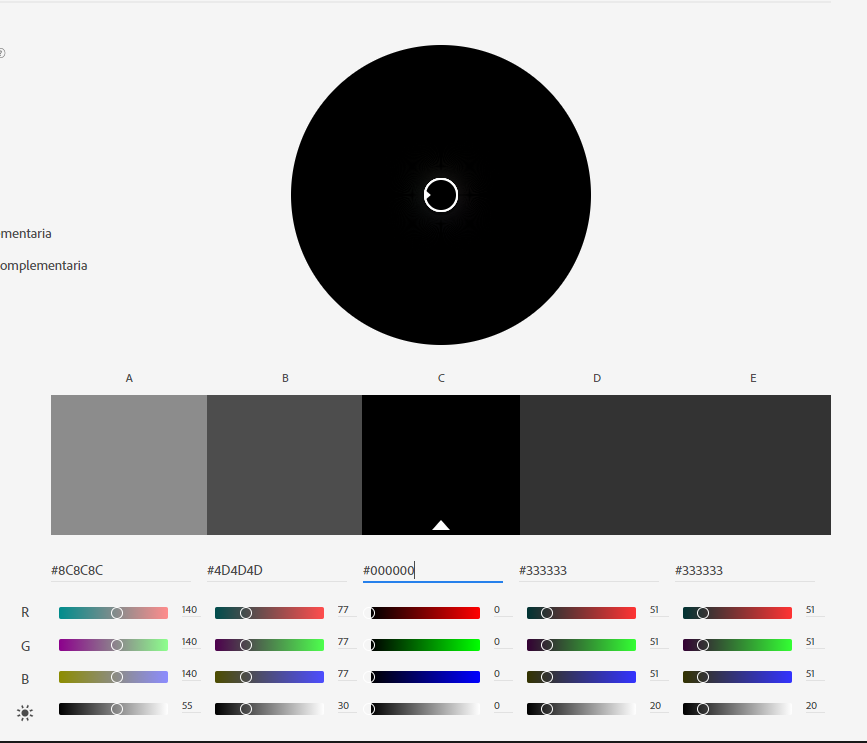 ?
mentaria
omplementaria
A B C D E
#8C8C8C #4D4D4D #000000 #333333 #333333
R 140 77 0 51 51
G 140 77 0 51 51
B 140 77 0 51 51
55 30 0 20 20